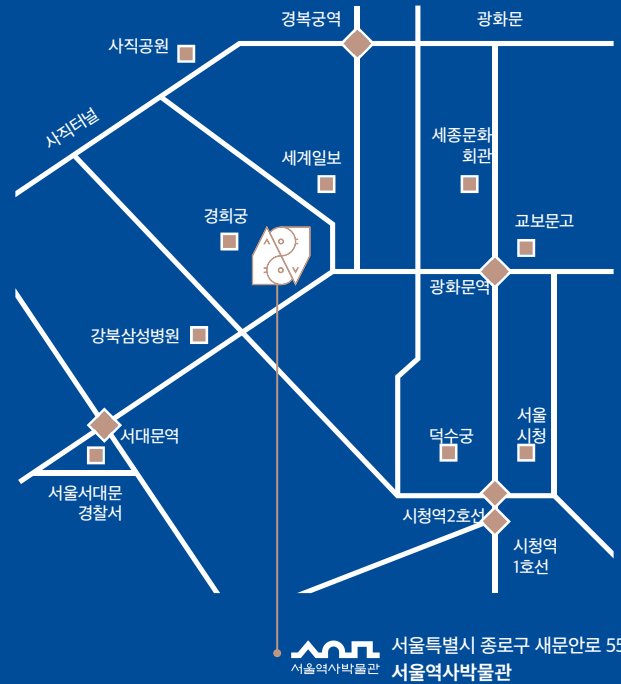 경복궁역
광화문
사직공원
사직터널
세종문화
회관
세계일보
경희궁
교보문고
광화문역
강북삼성병원
서울
시청
서대문역
덕수궁
서울서대문
경찰서
시청역2호선
시청역
1호선
서울특별시 종로구 새문안로 55
서울역사박물관
서울역사박물관